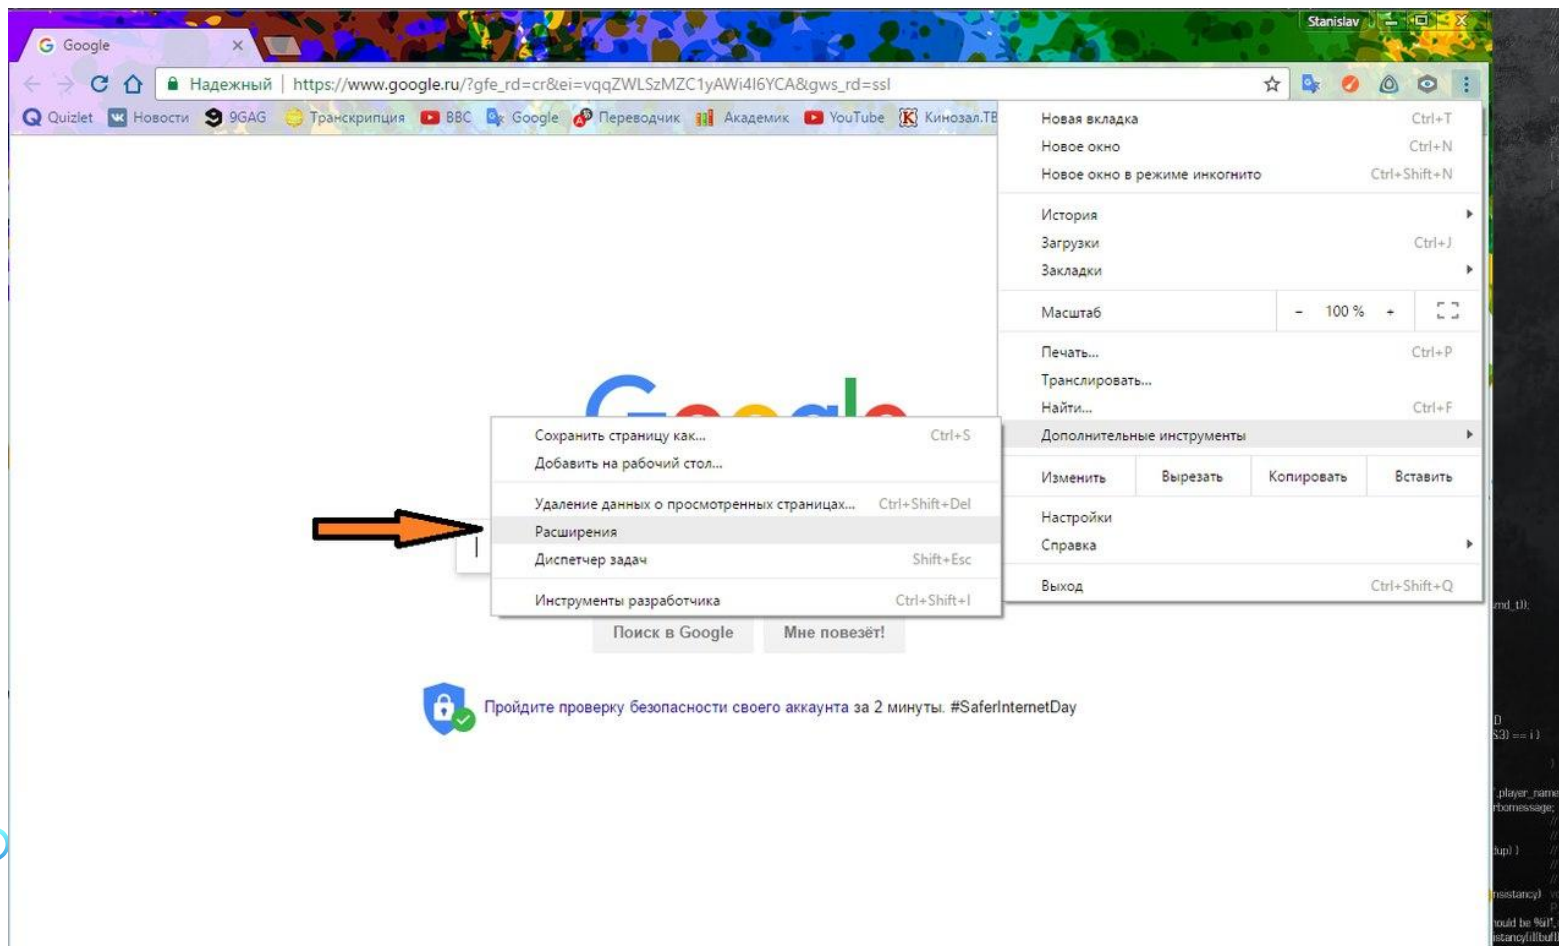 Stanislav
Google
Надежный | https://www.google.ru/?gfe_rd=cr&ei=vqqZWLSzMZC1yAWi4I6YCA&gws_rd=ssl
Quizlet Новости 9GAG Транскрипция BBC Google Переводчик Академик YouTube Кинозал.ТВ
Новая вкладка Ctrl+T
Новое окно Ctrl+N
Новое окно в режиме инкогнито Ctrl+Shift+N
История
Загрузки Ctrl+J
Закладки
Масштаб - 100 % +
Печать... Ctrl+P
Транслировать...
Найти... Ctrl+F
Дополнительные инструменты
Изменить Вырезать Копировать Вставить
Настройки
Справка
Выход Ctrl+Shift+Q
Google
Сохранить страницу как... Ctrl+S
Добавить на рабочий стол...
Удаление данных о просмотренных страницах... Ctrl+Shift+Del
Расширения
Диспетчер задач Shift+Esc
Инструменты разработчика Ctrl+Shift+I
Поиск в Google Мне повезёт!
Пройдите проверку безопасности своего аккаунта за 2 минуты. #SaferInternetDay